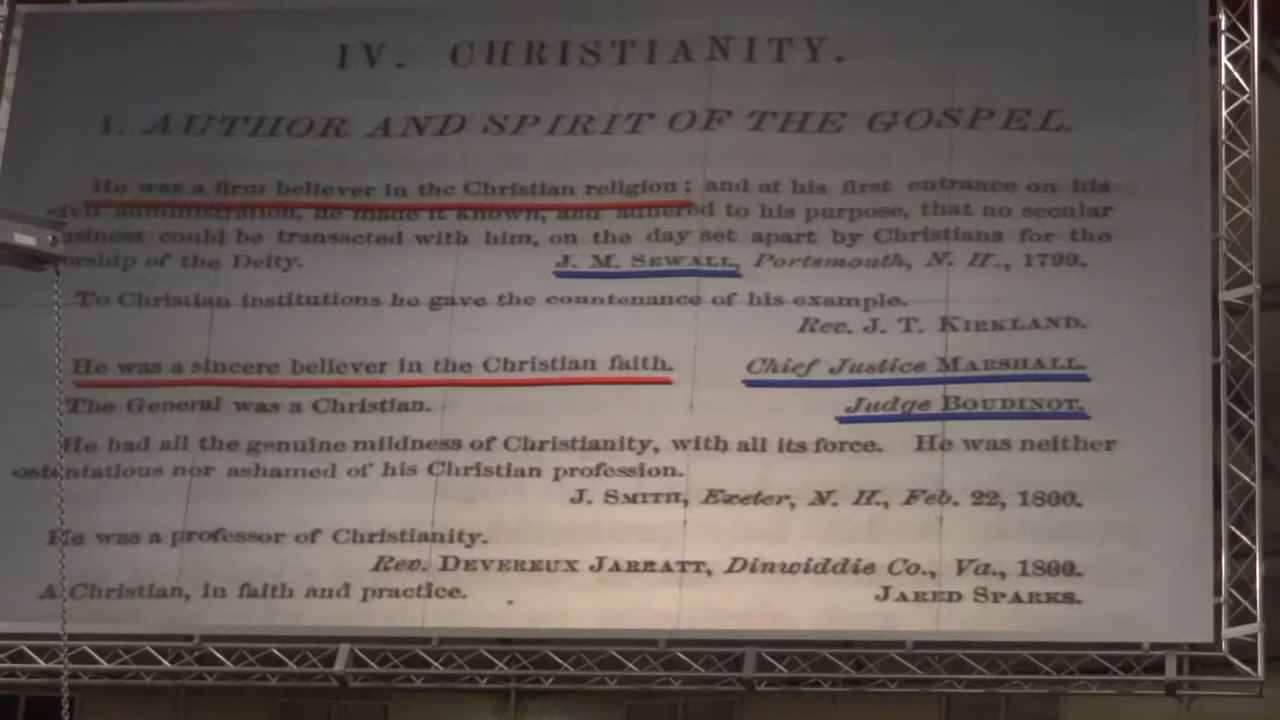 IV. CHRISTIANITY.
1. AUTHOR AND SPIRIT OF THE GOSPEL.
He was a firm believer in the Christian religion; and at his first entrance on his
civil administration, he made it known, and adhered to his purpose, that no secular
business could be transacted with him, on the day set apart by Christians for the
worship of the Deity. J. M. SEWALL, Portsmouth, N. H., 1799.
To Christian institutions he gave the countenance of his example.
Rev. J. T. KIRKLAND.
He was a sincere believer in the Christian faith. Chief Justice MARSHALL.
The General was a Christian. Judge BOUDINOT.
He had all the genuine mildness of Christianity, with all its force. He was neither
ostentatious nor ashamed of his Christian profession.
J. SMITH, Exeter, N. H., Feb. 22, 1800.
He was a professor of Christianity.
Rev. DEVEREUX JARRATT, Dinwiddie Co., Va., 1800.
A Christian, in faith and practice. JARED SPARKS.